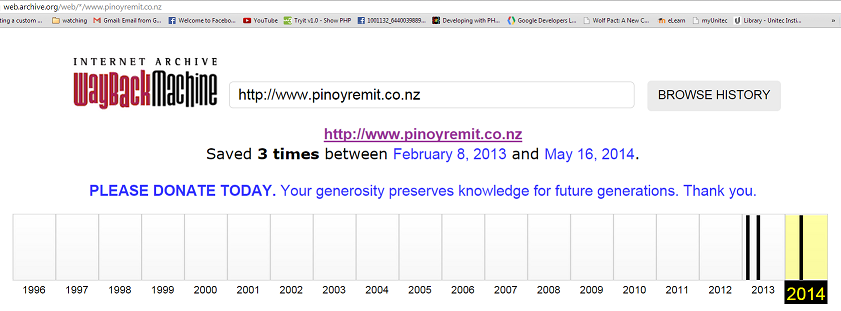 web.archive.org/web/*/www.pinoyremit.co.nz
ting a custom ... watching Gmail: Email from G... Welcome to Facebo... YouTube Tryit v1.0 - Show PHP 1001132_6440039889... Developing with PH... Google Developers L... Wolf Pact: A New C... eLearn myUnitec Library - Unitec Insti... »
INTERNET ARCHIVE
WayBackMachine
http://www.pinoyremit.co.nz BROWSE HISTORY
http://www.pinoyremit.co.nz
Saved 3 times between February 8, 2013 and May 16, 2014.
PLEASE DONATE TODAY. Your generosity preserves knowledge for future generations. Thank you.
1996 1997 1998 1999 2000 2001 2002 2003 2004 2005 2006 2007 2008 2009 2010 2011 2012 2013 2014